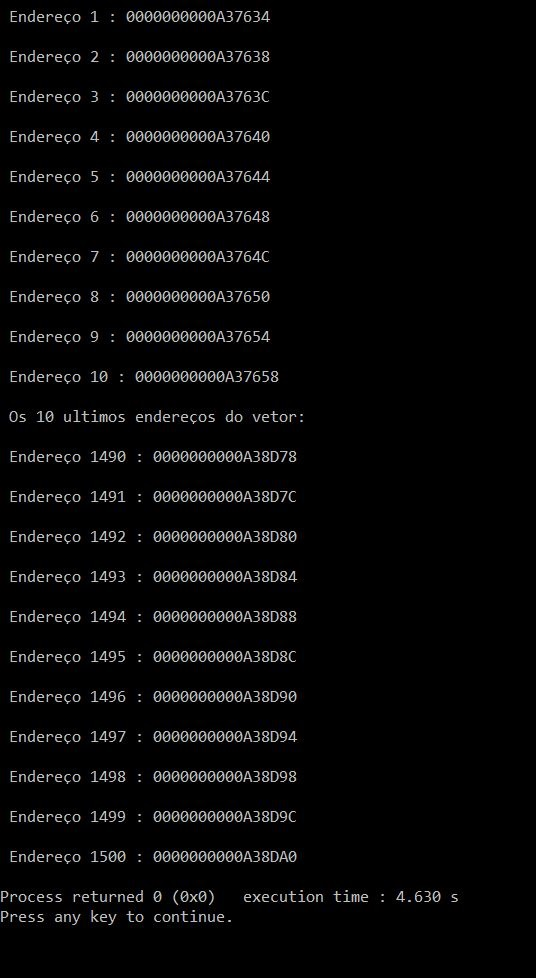 Endereço 1 : 0000000000A37634
Endereço 2 : 0000000000A37638
Endereço 3 : 0000000000A3763C
Endereço 4 : 0000000000A37640
Endereço 5 : 0000000000A37644
Endereço 6 : 0000000000A37648
Endereço 7 : 0000000000A3764C
Endereço 8 : 0000000000A37650
Endereço 9 : 0000000000A37654
Endereço 10 : 0000000000A37658
Os 10 ultimos endereços do vetor:
Endereço 1490 : 0000000000A38D78
Endereço 1491 : 0000000000A38D7C
Endereço 1492 : 0000000000A38D80
Endereço 1493 : 0000000000A38D84
Endereço 1494 : 0000000000A38D88
Endereço 1495 : 0000000000A38D8C
Endereço 1496 : 0000000000A38D90
Endereço 1497 : 0000000000A38D94
Endereço 1498 : 0000000000A38D98
Endereço 1499 : 0000000000A38D9C
Endereço 1500 : 0000000000A38DA0
Process returned 0 (0x0)   execution time : 4.630 s
Press any key to continue.